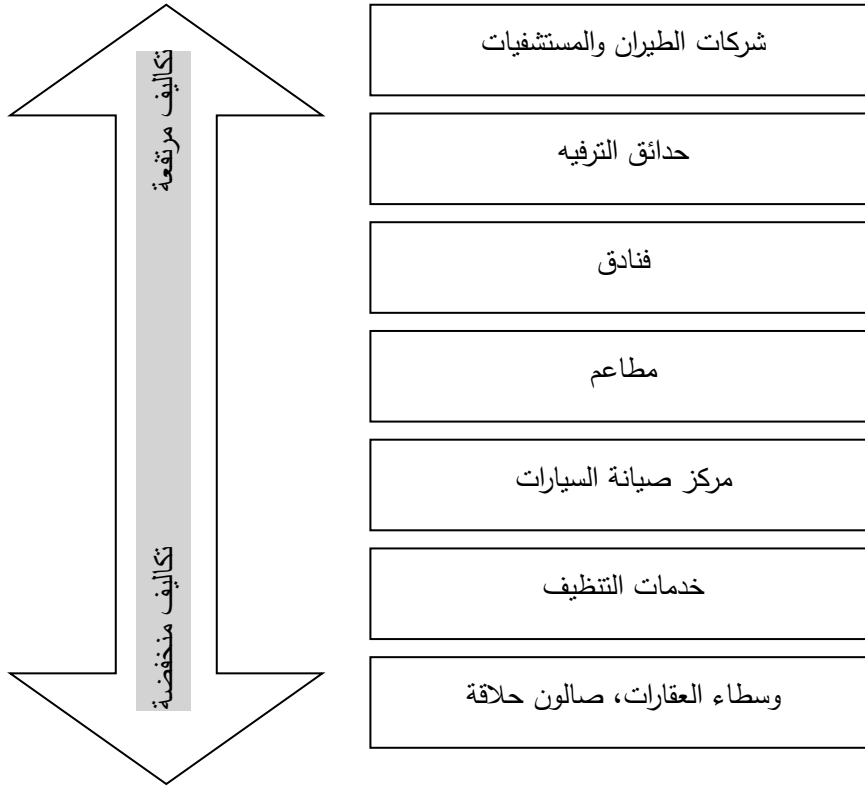 تكاليف مرتفعة
تكاليف منخفضة
شركات الطيران والمستشفيات
حدائق الترفيه
فنادق
مطاعم
مركز صيانة السيارات
خدمات التنظيف
وسطاء العقارات، صالون حلاقة